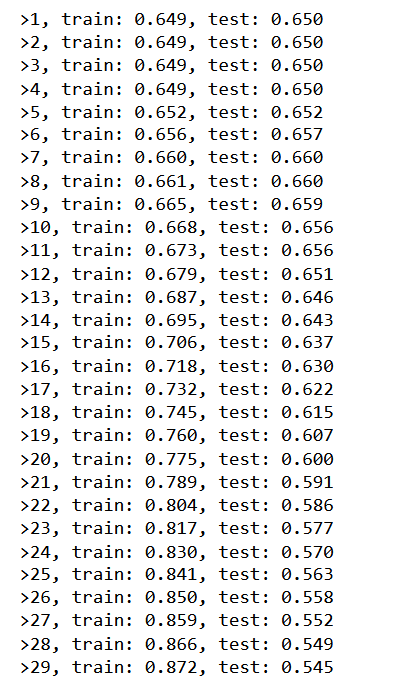 >1, train: 0.649, test: 0.650
>2, train: 0.649, test: 0.650
>3, train: 0.649, test: 0.650
>4, train: 0.649, test: 0.650
>5, train: 0.652, test: 0.652
>6, train: 0.656, test: 0.657
>7, train: 0.660, test: 0.660
>8, train: 0.661, test: 0.660
>9, train: 0.665, test: 0.659
>10, train: 0.668, test: 0.656
>11, train: 0.673, test: 0.656
>12, train: 0.679, test: 0.651
>13, train: 0.687, test: 0.646
>14, train: 0.695, test: 0.643
>15, train: 0.706, test: 0.637
>16, train: 0.718, test: 0.630
>17, train: 0.732, test: 0.622
>18, train: 0.745, test: 0.615
>19, train: 0.760, test: 0.607
>20, train: 0.775, test: 0.600
>21, train: 0.789, test: 0.591
>22, train: 0.804, test: 0.586
>23, train: 0.817, test: 0.577
>24, train: 0.830, test: 0.570
>25, train: 0.841, test: 0.563
>26, train: 0.850, test: 0.558
>27, train: 0.859, test: 0.552
>28, train: 0.866, test: 0.549
>29, train: 0.872, test: 0.545